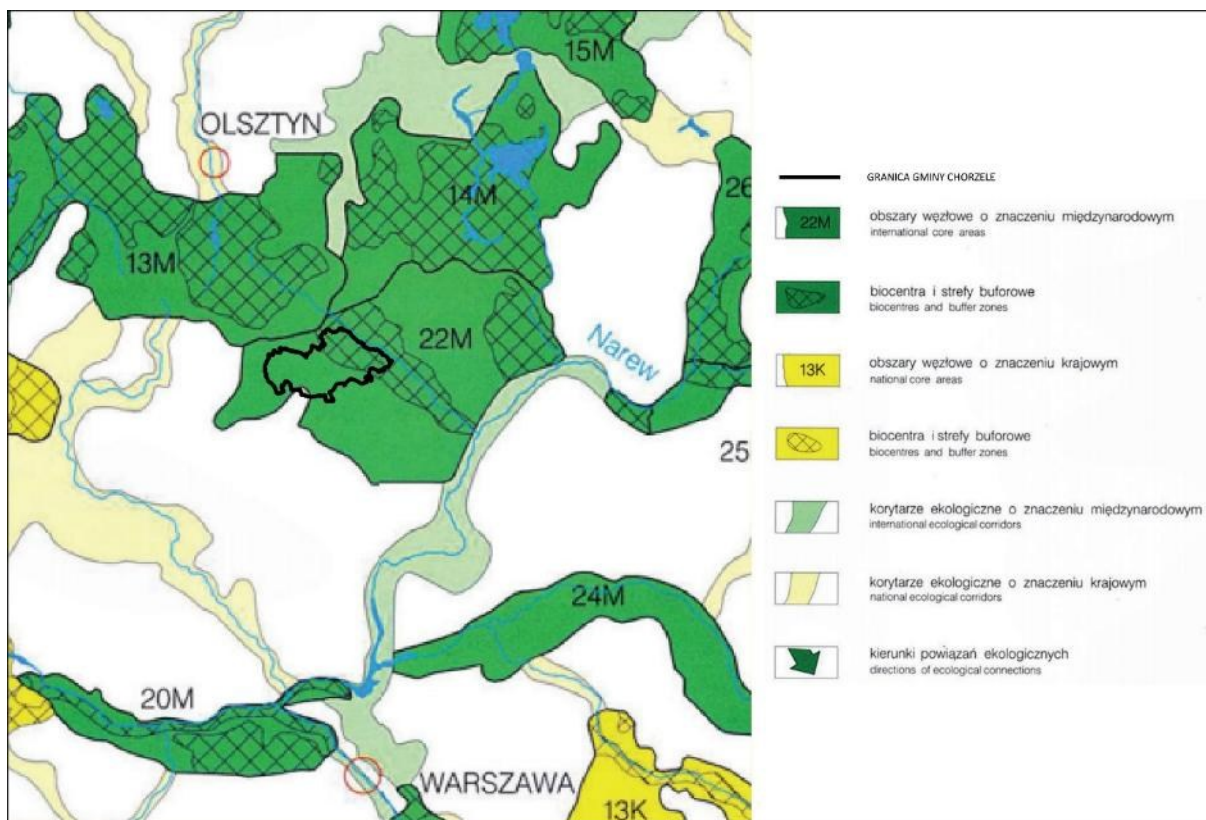 15M
OLSZTYN
14M
26
13M
22M
Narew
25
24M
20M
WARSZAWA
13K
GRANICA GMINY CHORZELE
22M
obszary węzłowe o znaczeniu międzynarodowym
international core areas
biocentra i strefy buforowe
biocentres and buffer zones
13K
obszary węzłowe o znaczeniu krajowym
national core areas
biocentra i strefy buforowe
biocentres and buffer zones
korytarze ekologiczne o znaczeniu międzynarodowym
international ecological corridors
korytarze ekologiczne o znaczeniu krajowym
national ecological corridors
kierunki powiązań ekologicznych
directions of ecological connections